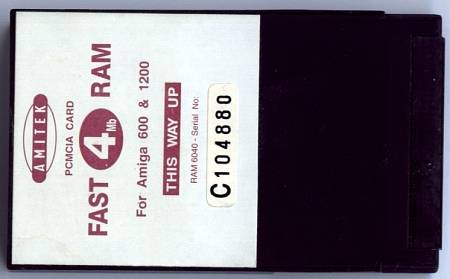 AMITEK
PCMCIA CARD
FAST 4Mb RAM
For Amiga 600 & 1200
THIS WAY UP
RAM 6040 - Serial No:
C104880